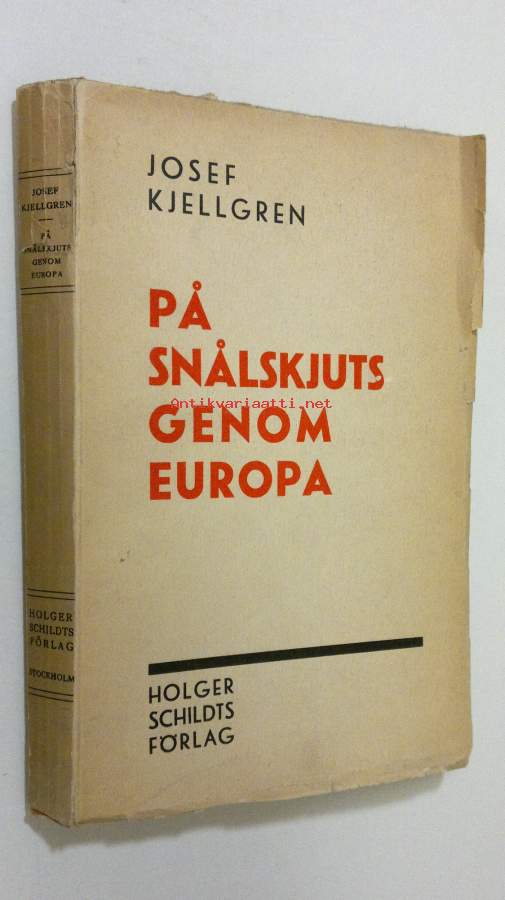 JOSEF
KJELLGREN
PÅ
SNÅLSKJUTS
GENOM
EUROPA
HOLGER
SCHILDTS
FÖRLAG
JOSEF
KJELLGREN
PÅ
SNÅLSKJUTS
GENOM
EUROPA
HOLGER
SCHILDTS
FÖRLAG
STOCKHOLM
Antikvariaatti.net